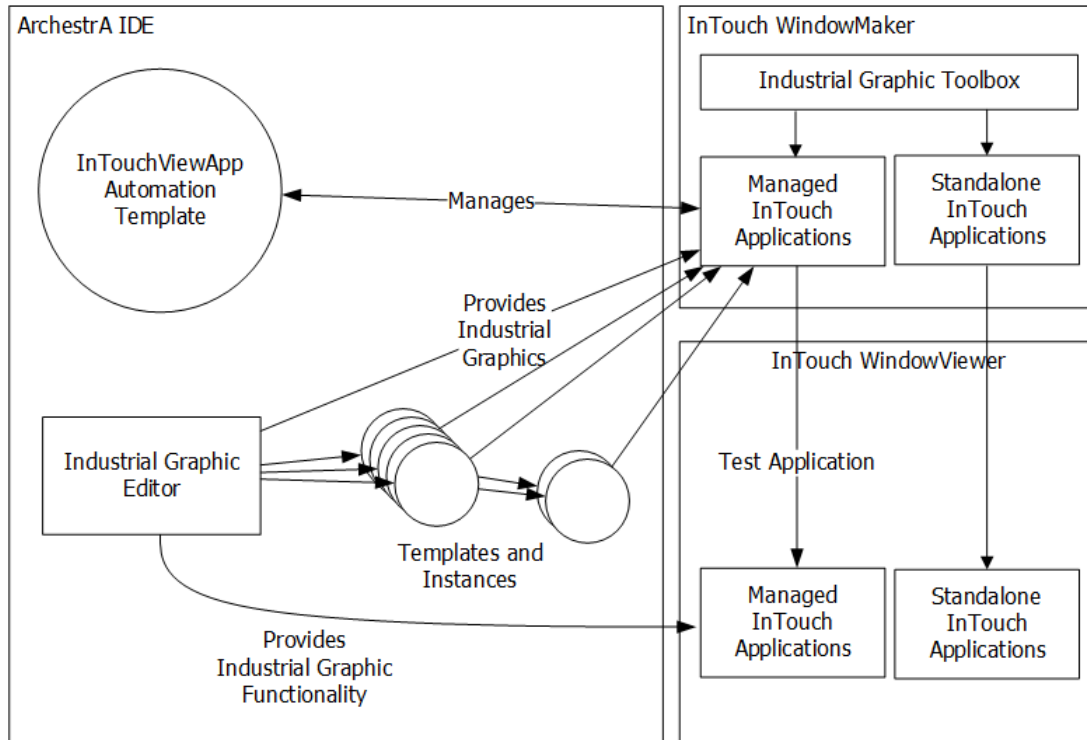 ArchestrA IDE
InTouchViewApp
Automation
Template
Manages
Provides
Industrial
Graphics
Industrial Graphic
Editor
Templates and
Instances
Provides
Industrial Graphic
Functionality
InTouch WindowMaker
Industrial Graphic Toolbox
Managed
InTouch
Applications
Standalone
InTouch
Applications
InTouch WindowViewer
Test Application
Managed
InTouch
Applications
Standalone
InTouch
Applications